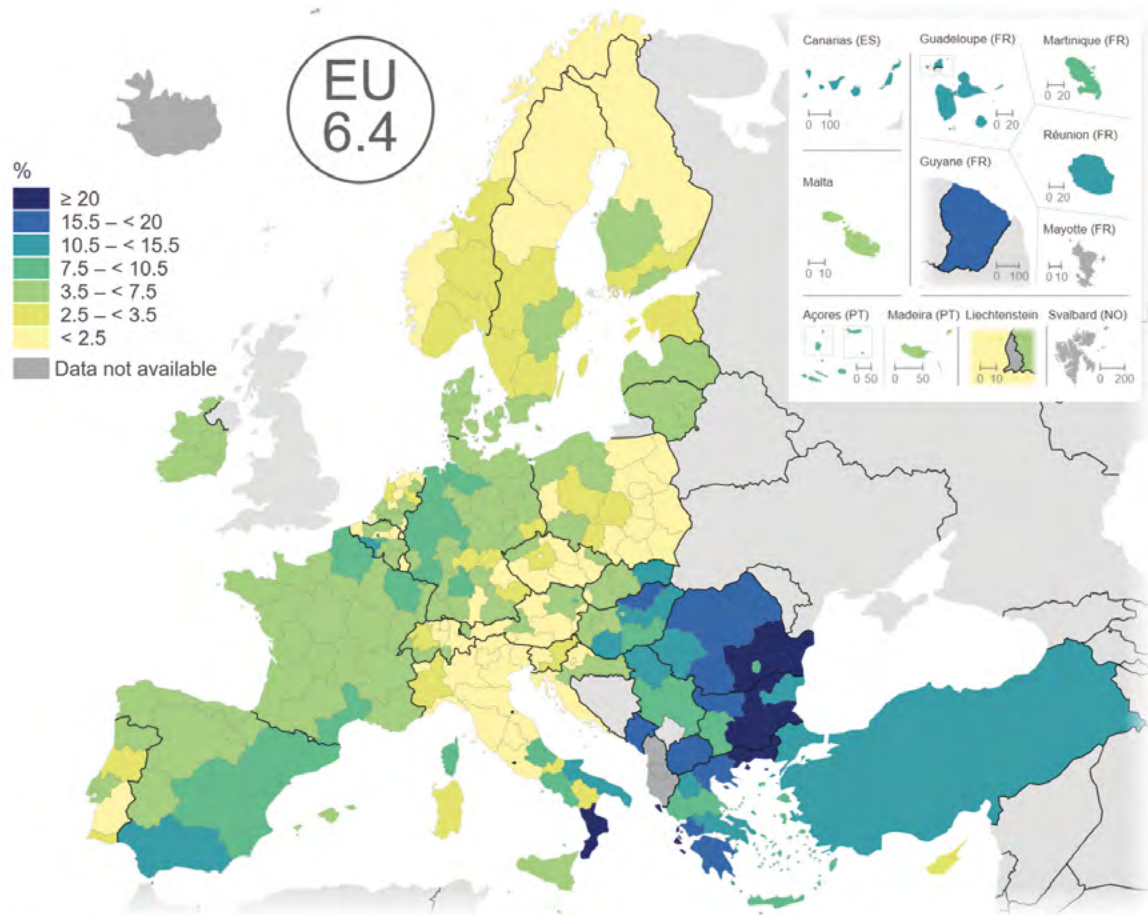 EU
6.4
%
≥ 20
15.5 – < 20
10.5 – < 15.5
7.5 – < 10.5
3.5 – < 7.5
2.5 – < 3.5
< 2.5
Data not available
Canarias (ES)
0 100
Guadeloupe (FR)
0 20
Martinique (FR)
0 20
Réunion (FR)
0 20
Guyane (FR)
0 100
Malta
0 10
Mayotte (FR)
0 10
Açores (PT)
0 50
Madeira (PT)
0 50
Liechtenstein
0 10
Svalbard (NO)
0 200